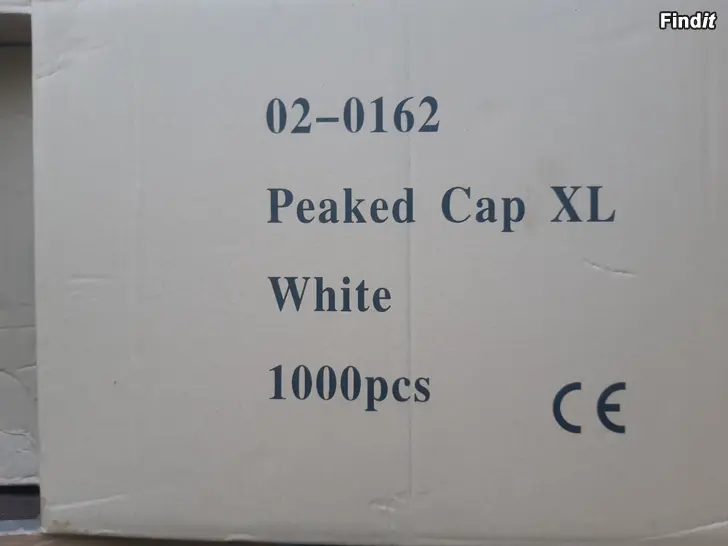 Findit
02-0162
Peaked Cap XL
White
1000pcs
CE